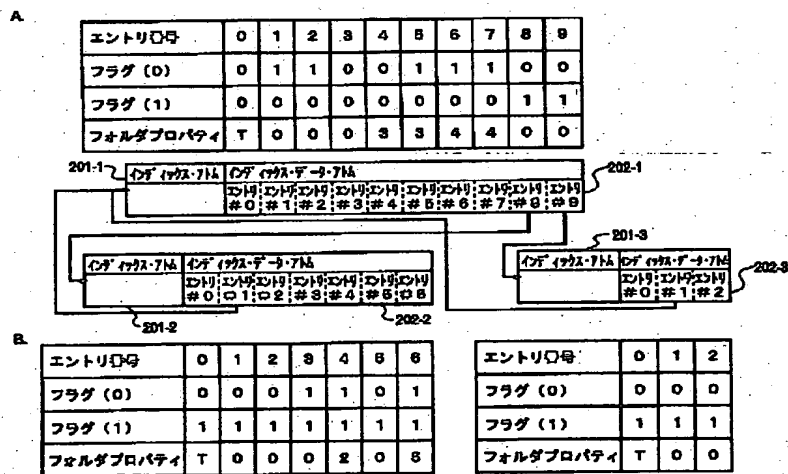 A.
エントリ番号 0 1 2 3 4 5 6 7 8 9
フラグ (0) 0 1 1 0 0 1 1 1 0 0
フラグ (1) 0 0 0 0 0 0 0 0 1 1
フォルダプロパティ T 0 0 0 3 3 4 4 0 0
201-1 インディックス・アトム インディックス・データ・アトム 202-1
エントリ エントリ エントリ エントリ エントリ エントリ エントリ エントリ エントリ エントリ
#0 #1 #2 #3 #4 #5 #6 #7 #8 #9
201-3
インディックス・アトム インディックス・データ・アトム
エントリ エントリ エントリ エントリ エントリ エントリ エントリ
#0 #1 #2 #3 #4 #5 #6
201-2 202-2
インディックス・アトム インディックス・データ・アトム
エントリ エントリ エントリ
#0 #1 #2
202-3
B.
エントリ番号 0 1 2 3 4 5 6
フラグ (0) 0 0 0 1 1 0 1
フラグ (1) 1 1 1 1 1 1 1
フォルダプロパティ T 0 0 0 2 0 5
エントリ番号 0 1 2
フラグ (0) 0 0 0
フラグ (1) 1 1 1
フォルダプロパティ T 0 0